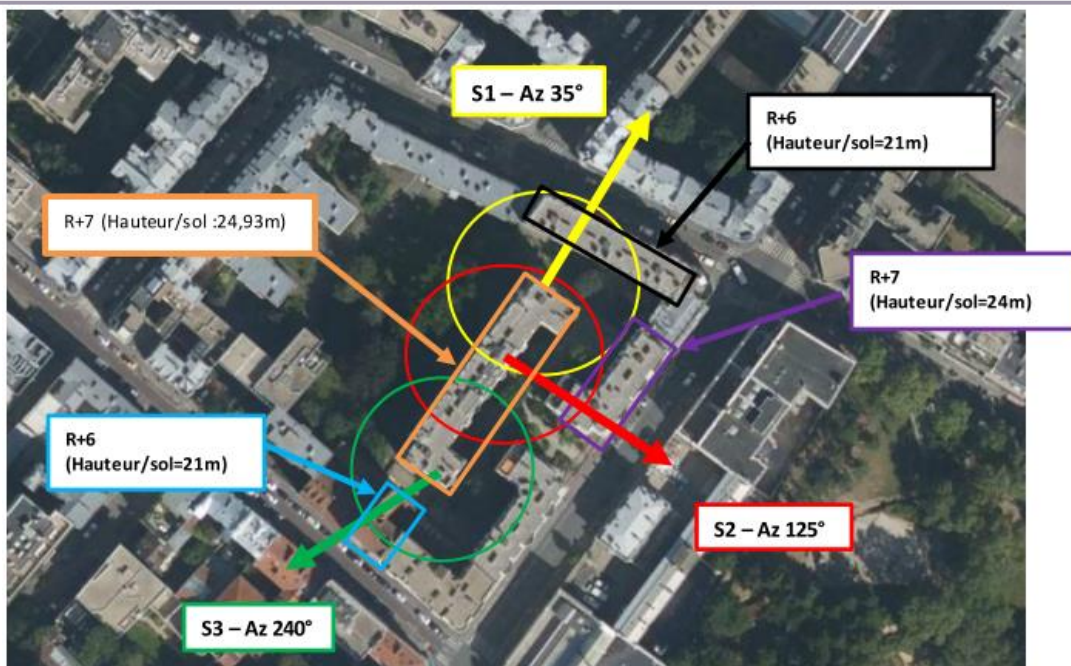 S1 – Az 35°
R+6
(Hauteur/sol=21m)
R+7 (Hauteur/sol :24,93m)
R+7
(Hauteur/sol=24m)
R+6
(Hauteur/sol=21m)
S2 – Az 125°
S3 – Az 240°